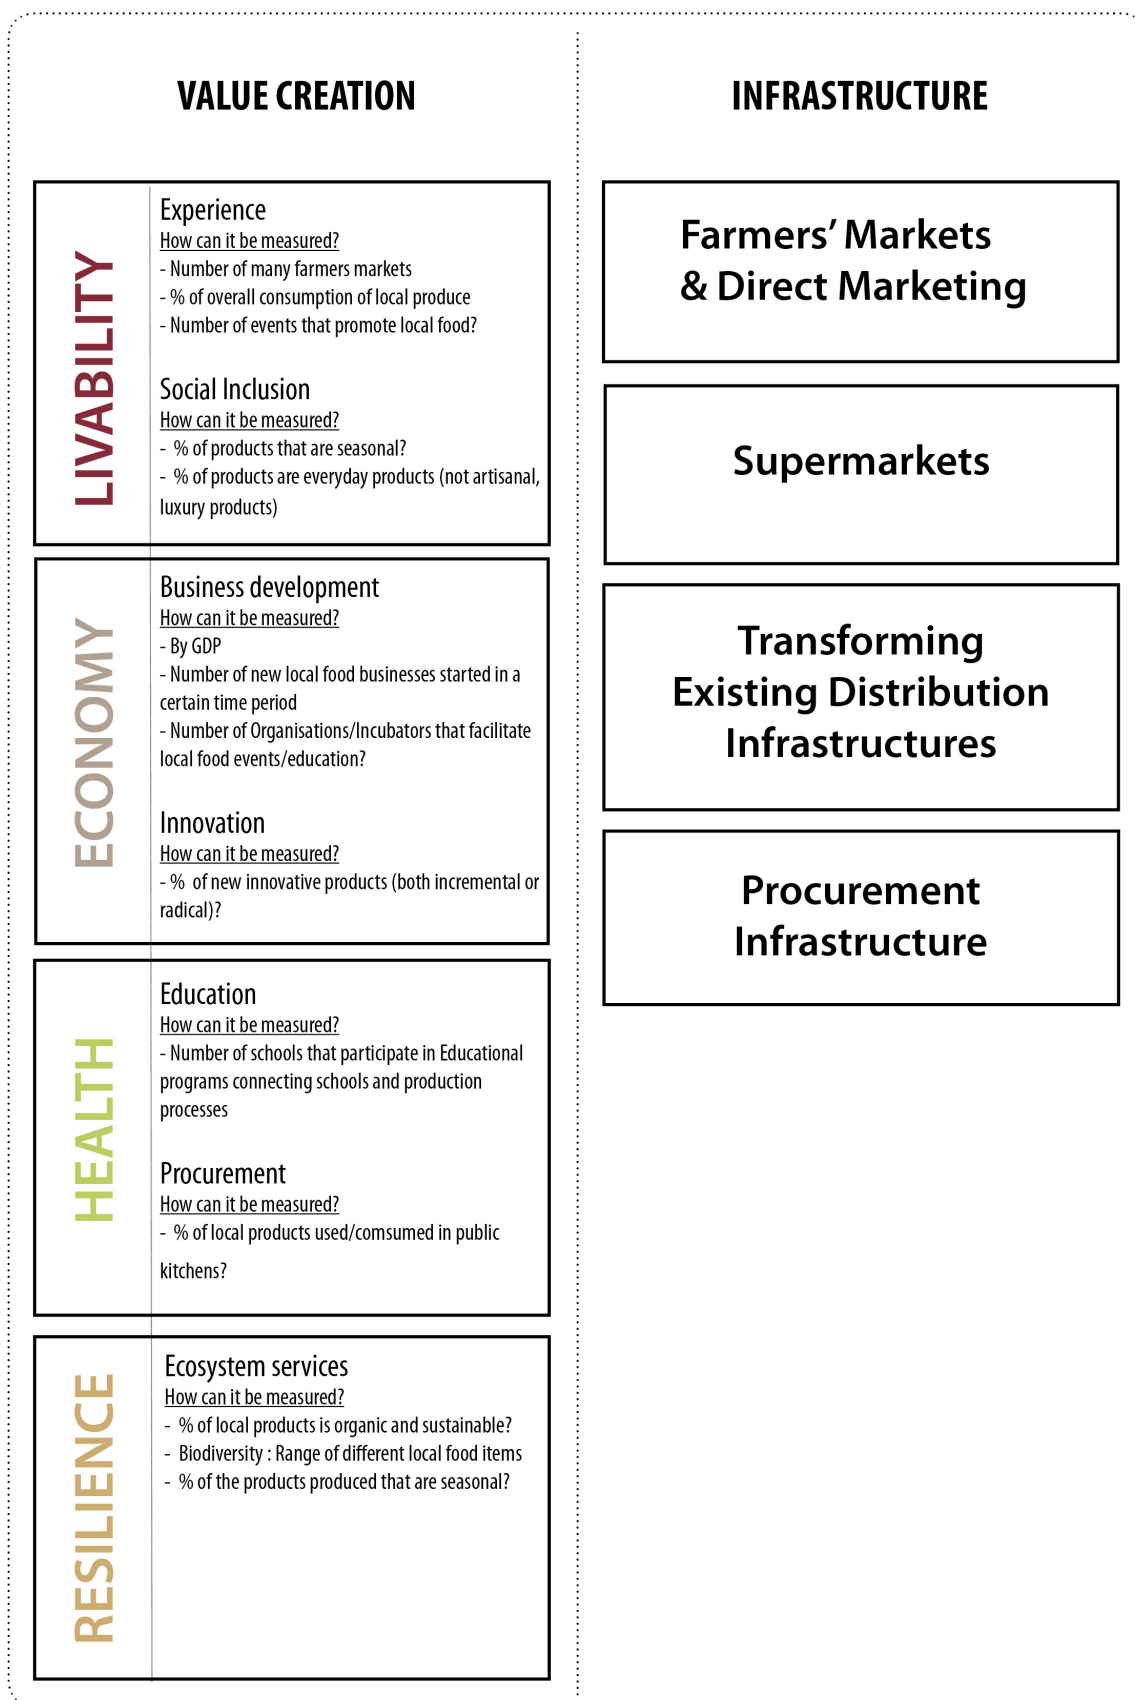 VALUE CREATION
LIVABILITY
Experience
How can it be measured?
- Number of many farmers markets
- % of overall consumption of local produce
- Number of events that promote local food?
Social Inclusion
How can it be measured?
- % of products that are seasonal?
- % of products are everyday products (not artisanal,
luxury products)
ECONOMY
Business development
How can it be measured?
- By GDP
- Number of new local food businesses started in a
certain time period
- Number of Organisations/Incubators that facilitate
local food events/education?
Innovation
How can it be measured?
- % of new innovative products (both incremental or
radical)?
HEALTH
Education
How can it be measured?
- Number of schools that participate in Educational
programs connecting schools and production
processes
Procurement
How can it be measured?
- % of local products used/comsumed in public
kitchens?
RESILIENCE
Ecosystem services
How can it be measured?
- % of local products is organic and sustainable?
- Biodiversity : Range of different local food items
- % of the products produced that are seasonal?
INFRASTRUCTURE
Farmers’ Markets
& Direct Marketing
Supermarkets
Transforming
Existing Distribution
Infrastructures
Procurement
Infrastructure